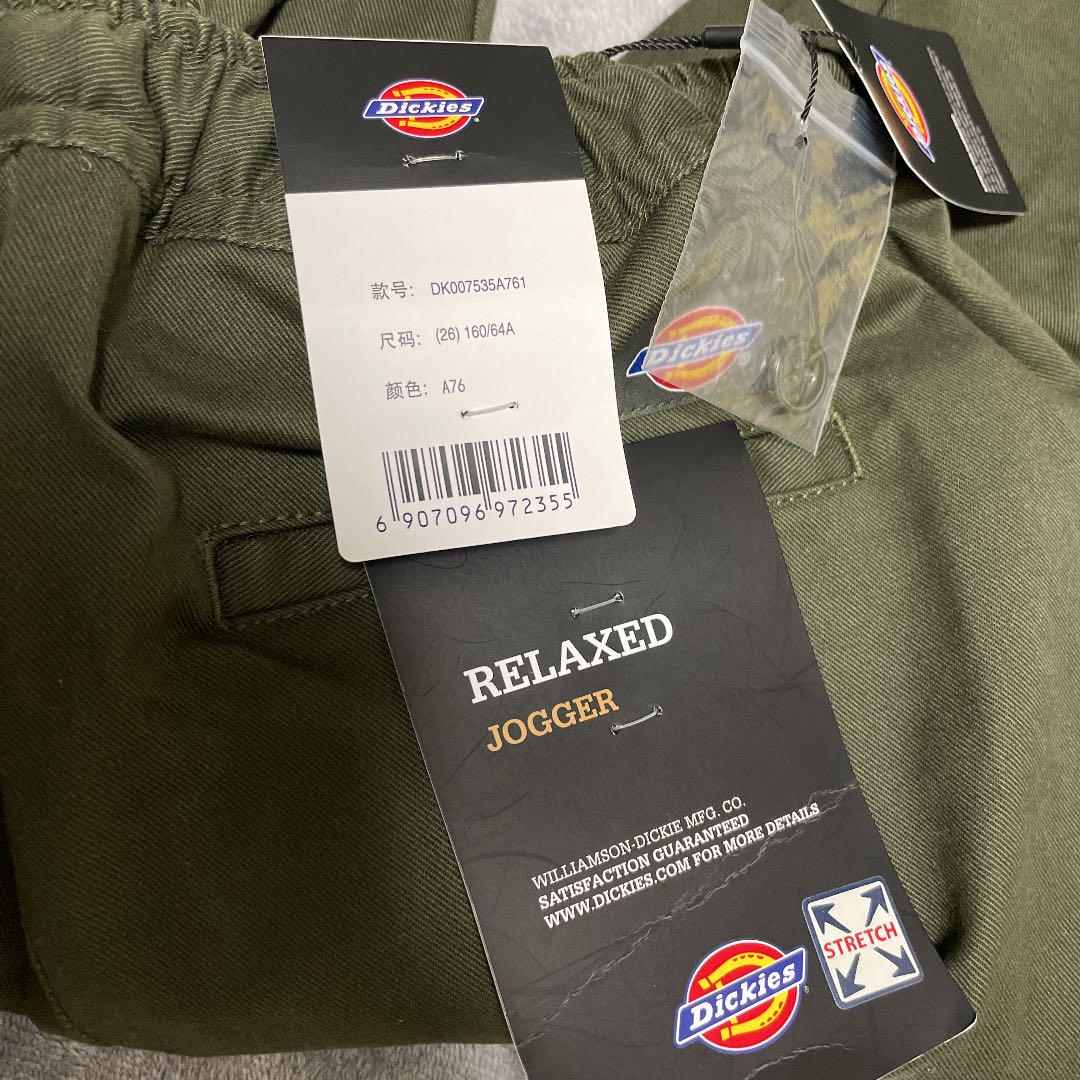 Dickies
款号: DK007535A761
尺码: (26) 160/64A
颜色: A76
6 907096 972355
Dickies
RELAXED
JOGGER
WILLIAMSON-DICKIE MFG. CO.
SATISFACTION GUARANTEED
WWW.DICKIES.COM FOR MORE DETAILS
STRETCH
Dickies
Dickies